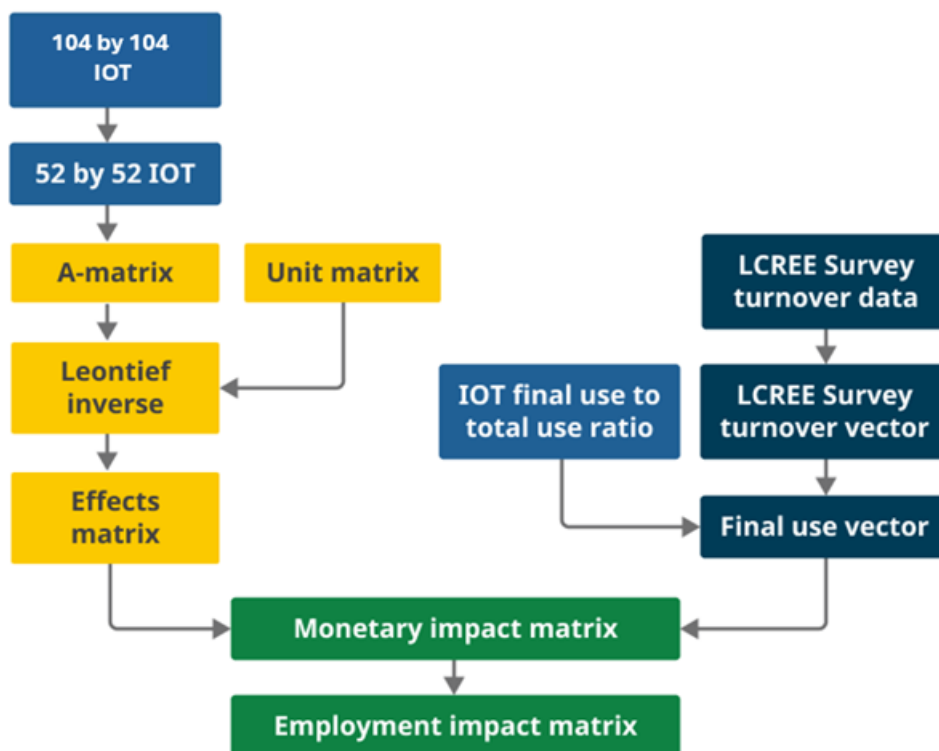 104 by 104
IOT
52 by 52 IOT
A-matrix
Unit matrix
LCREE Survey
turnover data
Leontief
inverse
IOT final use to
total use ratio
LCREE Survey
turnover vector
Effects
matrix
Final use vector
Monetary impact matrix
Employment impact matrix